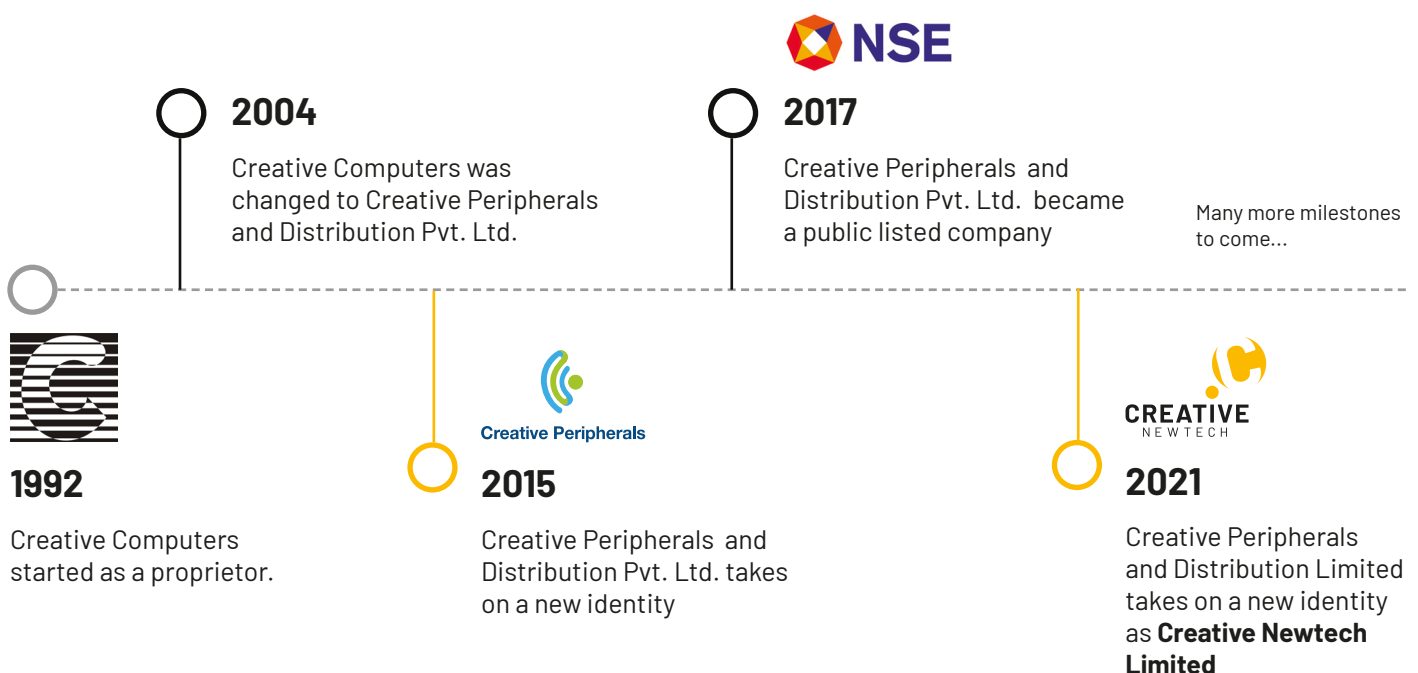 NSE
2004
Creative Computers was
changed to Creative Peripherals
and Distribution Pvt. Ltd.
2017
Creative Peripherals and
Distribution Pvt. Ltd. became
a public listed company
Many more milestones
to come...
1992
Creative Computers
started as a proprietor.
Creative Peripherals
2015
Creative Peripherals and
Distribution Pvt. Ltd. takes
on a new identity
CREATIVE
NEWTECH
2021
Creative Peripherals
and Distribution Limited
takes on a new identity
as Creative Newtech
Limited